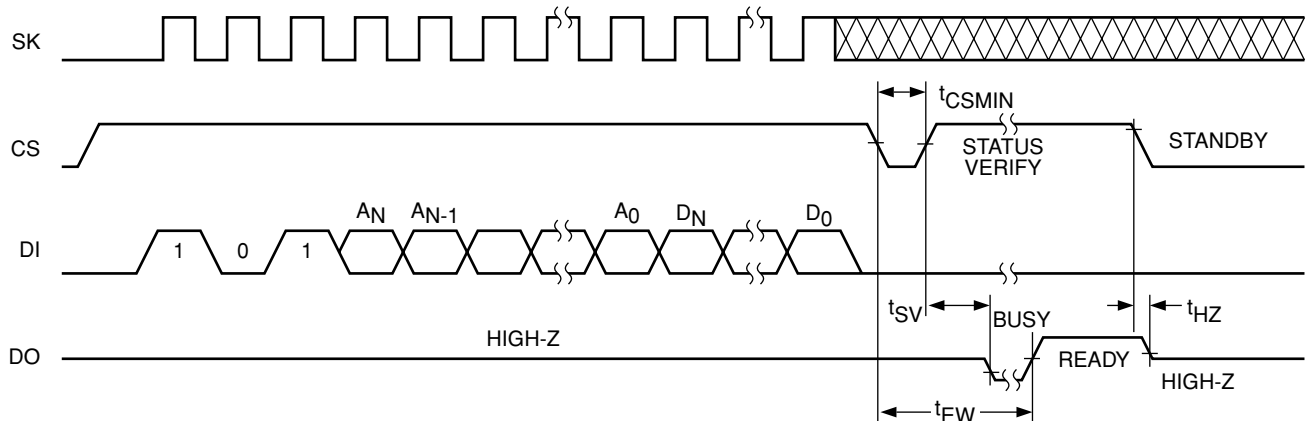 SK
tCSMIN
CS
STATUS
VERIFY
STANDBY
AN
AN-1
A0
DN
D0
DI
1
0
1
tSV
BUSY
tHZ
HIGH-Z
DO
READY
HIGH-Z
tEW